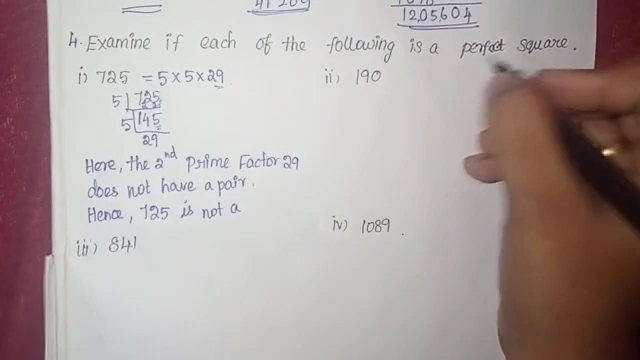 1205604
4. Examine if each of the following is a perfect square.
i) 725 = 5 × 5 × 29
5 | 725
5 | 145
29
Here, the 2nd Prime Factor 29
does not have a pair.
Hence, 725 is not a
ii) 190
iii) 841
iv) 1089.